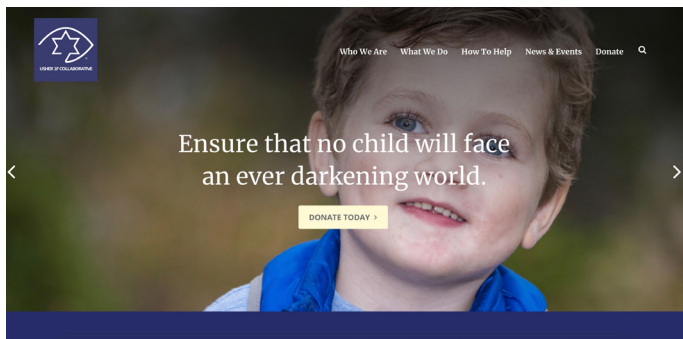 USHER 1F COLLABORATIVE
Who We Are What We Do How To Help News & Events Donate
Ensure that no child will face
an ever darkening world.
DONATE TODAY >